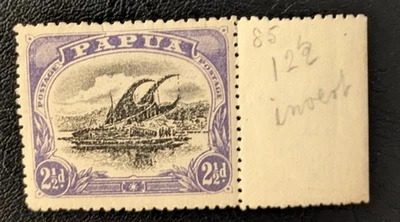 PAPUA
POSTAGE
POSTAGE
2½d
2½d
85
12½
invert